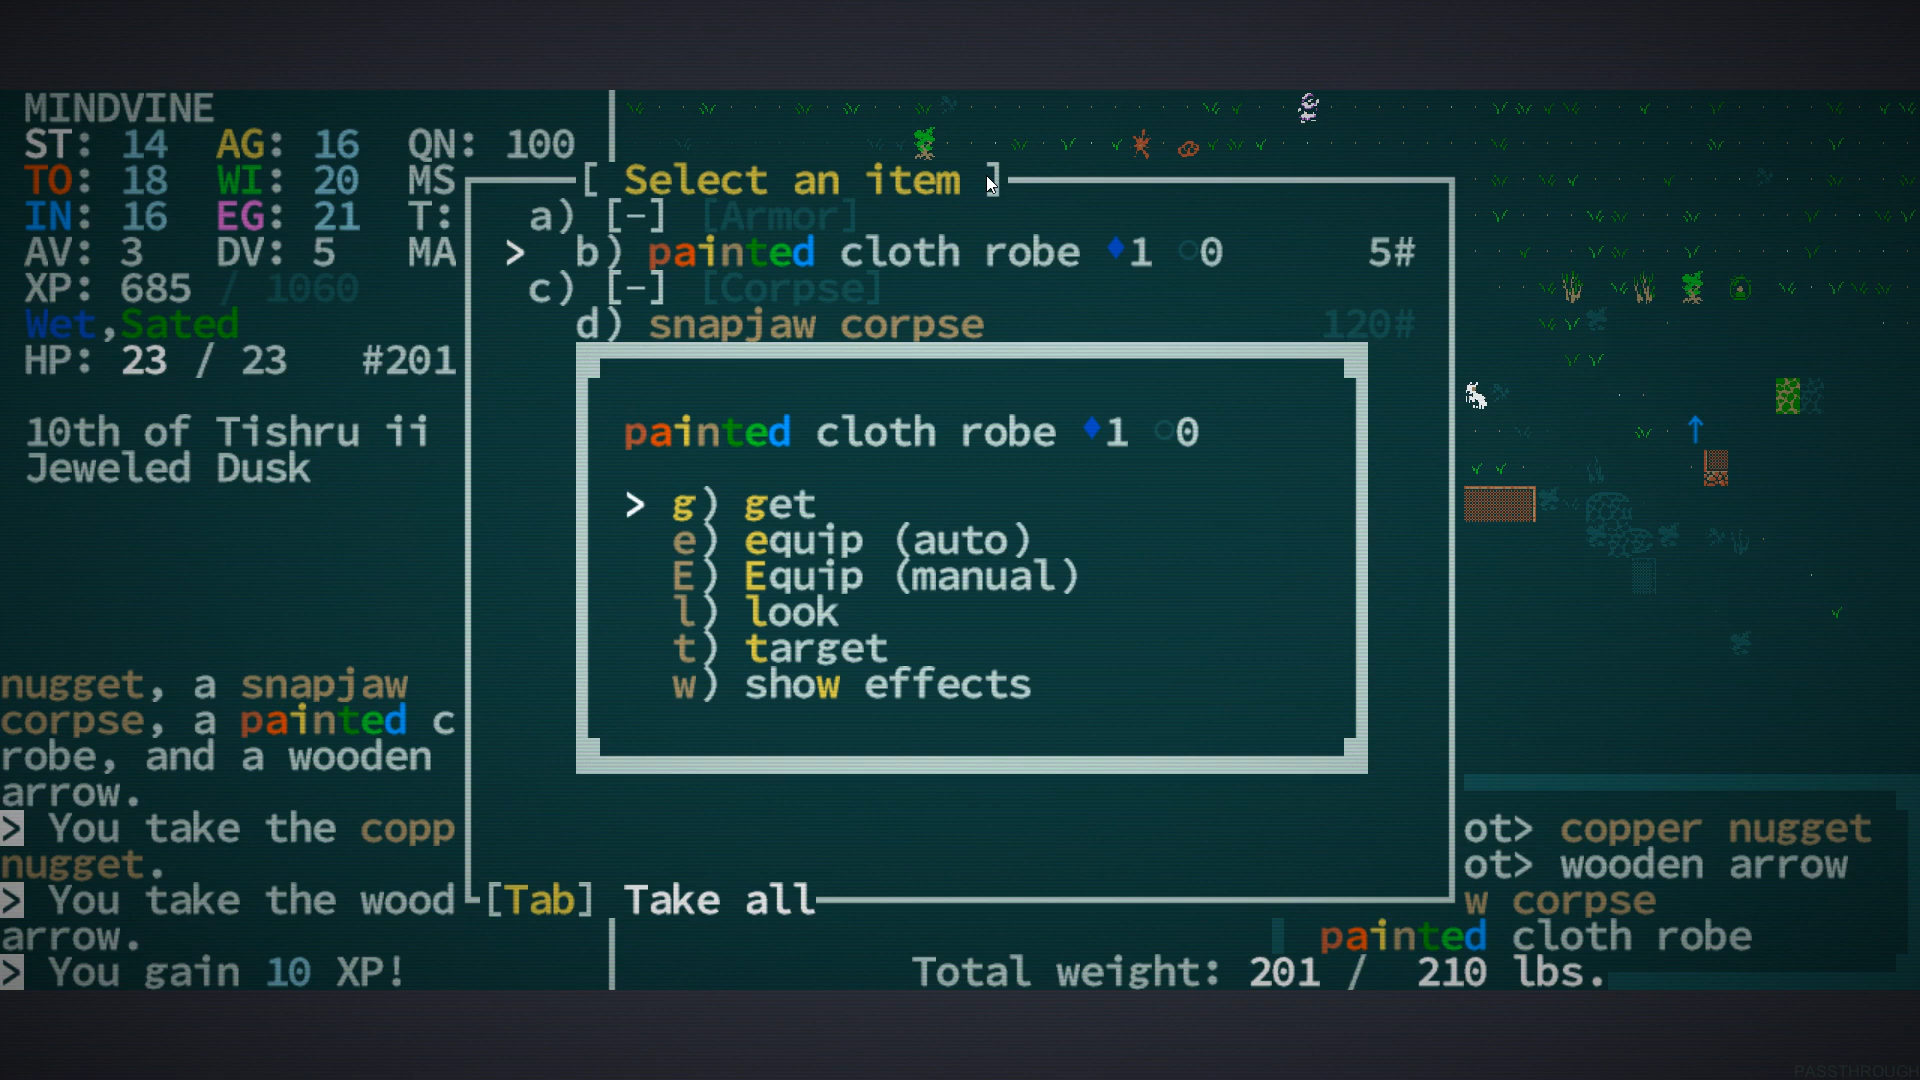 MINDVINE
ST: 14 AG: 16 QN: 100
TO: 18 WI: 20 MS
IN: 16 EG: 21 T:
AV: 3 DV: 5 MA
XP: 685 / 1060
Wet,Sated
HP: 23 / 23 #201
10th of Tishru ii
Jeweled Dusk
nugget, a snapjaw
corpse, a painted c
robe, and a wooden
arrow.
> You take the copp
nugget.
> You take the wood
arrow.
> You gain 10 XP!
[ Select an item ]
a) [-] [Armor]
> b) painted cloth robe ♦1 ○0 5#
c) [-] [Corpse]
d) snapjaw corpse 120#
painted cloth robe ♦1 ○0
> g) get
e) equip (auto)
E) Equip (manual)
l) look
t) target
w) show effects
[Tab] Take all
ot> copper nugget
ot> wooden arrow
w corpse
painted cloth robe
Total weight: 201 / 210 lbs.
PASSTHROUGH